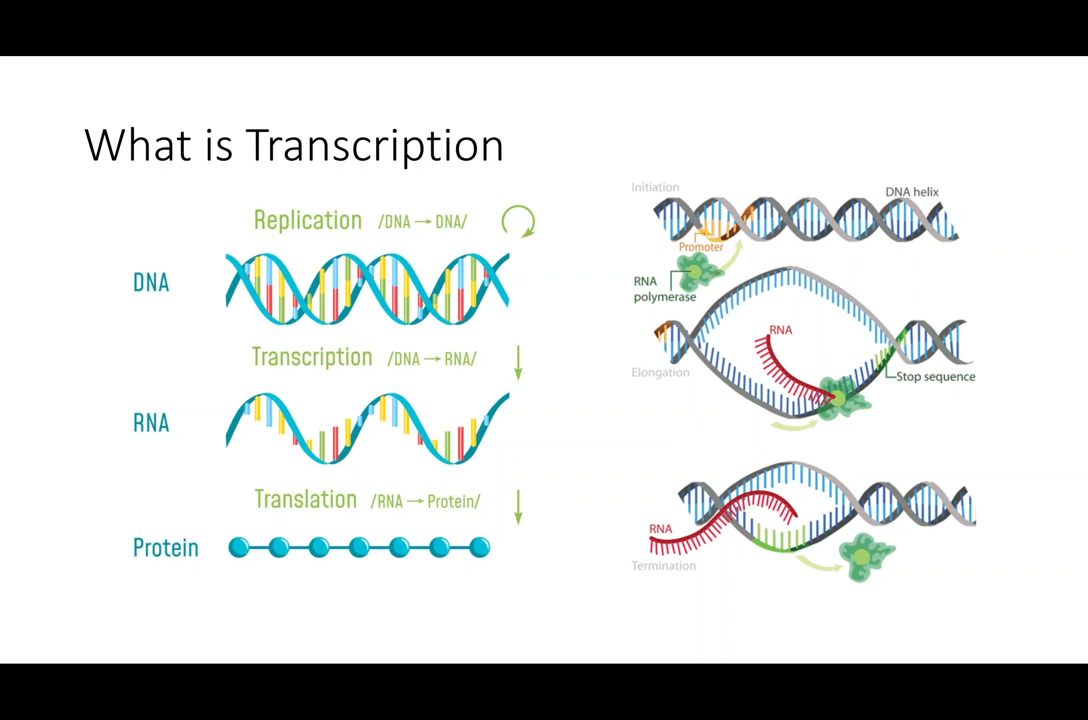 What is Transcription
Replication /DNA → DNA/
DNA
Transcription /DNA → RNA/
RNA
Translation /RNA → Protein/
Protein
Initiation
DNA helix
Promoter
RNA
polymerase
RNA
Elongation
Stop sequence
RNA
Termination